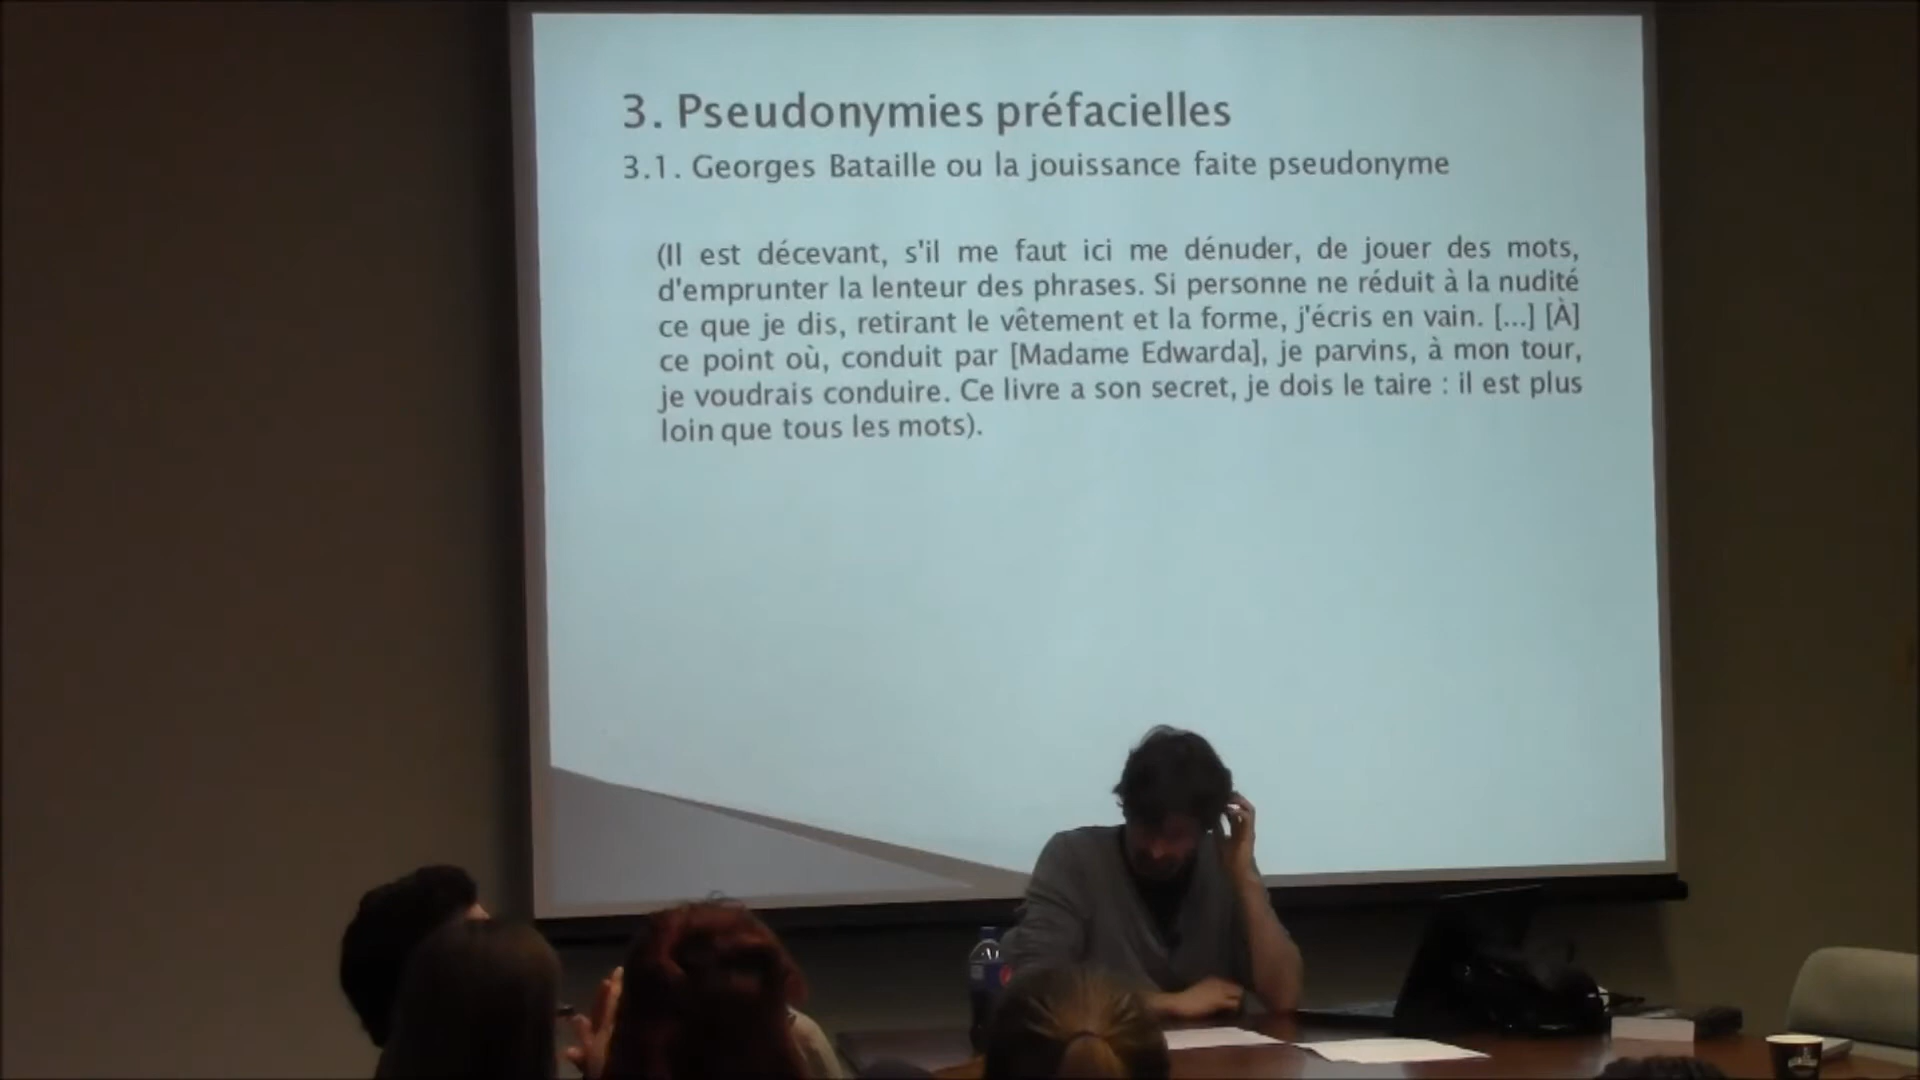 3. Pseudonymies préfacielles
3.1. Georges Bataille ou la jouissance faite pseudonyme
(Il est décevant, s'il me faut ici me dénuder, de jouer des mots,
d'emprunter la lenteur des phrases. Si personne ne réduit à la nudité
ce que je dis, retirant le vêtement et la forme, j'écris en vain. [...] [À]
ce point où, conduit par [Madame Edwarda], je parvins, à mon tour,
je voudrais conduire. Ce livre a son secret, je dois le taire : il est plus
loin que tous les mots).